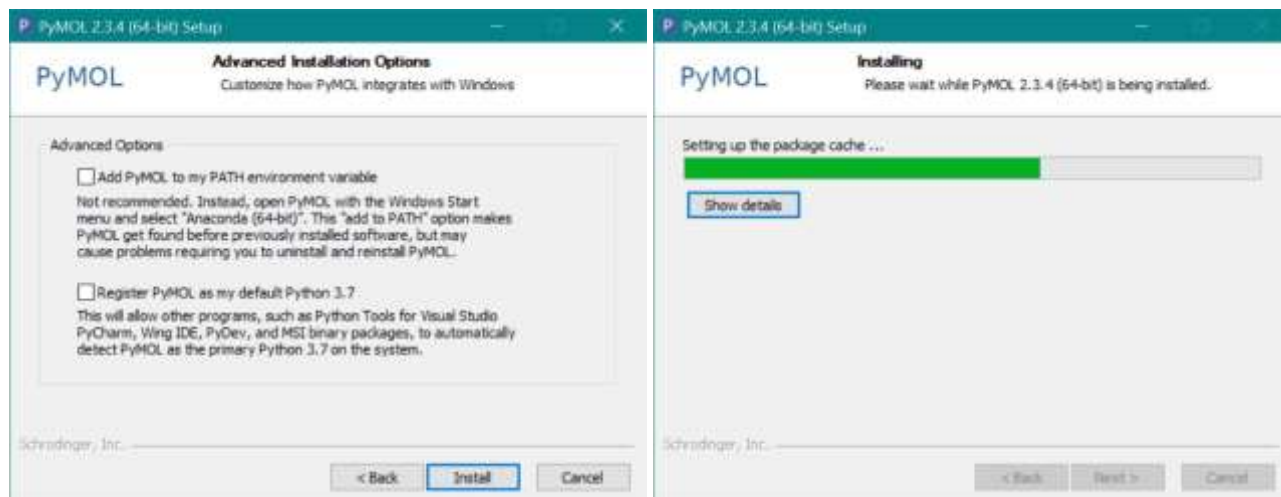 PyMOL 2.3.4 (64-bit) Setup
PyMOL
Advanced Installation Options
Customize how PyMOL integrates with Windows
Advanced Options
Add PyMOL to my PATH environment variable
Not recommended. Instead, open PyMOL with the Windows Start
menu and select "Anaconda (64-bit)". This "add to PATH" option makes
PyMOL get found before previously installed software, but may
cause problems requiring you to uninstall and reinstall PyMOL.
Register PyMOL as my default Python 3.7
This will allow other programs, such as Python Tools for Visual Studio
PyCharm, Wing IDE, PyDev, and MSI binary packages, to automatically
detect PyMOL as the primary Python 3.7 on the system.
Schrodinger, Inc.
< Back
Install
Cancel
PyMOL 2.3.4 (64-bit) Setup
PyMOL
Installing
Please wait while PyMOL 2.3.4 (64-bit) is being installed.
Setting up the package cache ...
Show details
Schrodinger, Inc.
< Back
Next >
Cancel